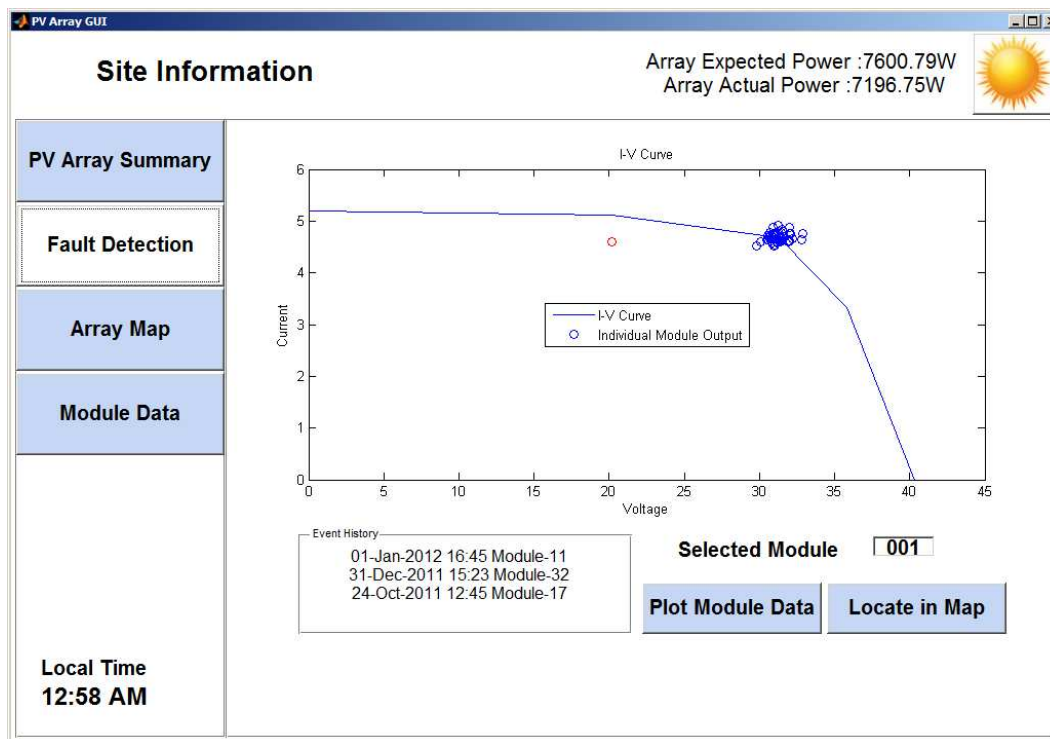 PV Array GUI
Site Information
Array Expected Power :7600.79W
Array Actual Power :7196.75W
PV Array Summary
Fault Detection
Array Map
Module Data
Local Time
12:58 AM
I-V Curve
6
5
4
3
2
1
0
Current
I-V Curve
Individual Module Output
0 5 10 15 20 25 30 35 40 45
Voltage
Event History
01-Jan-2012 16:45 Module-11
31-Dec-2011 15:23 Module-32
24-Oct-2011 12:45 Module-17
Selected Module 001
Plot Module Data
Locate in Map